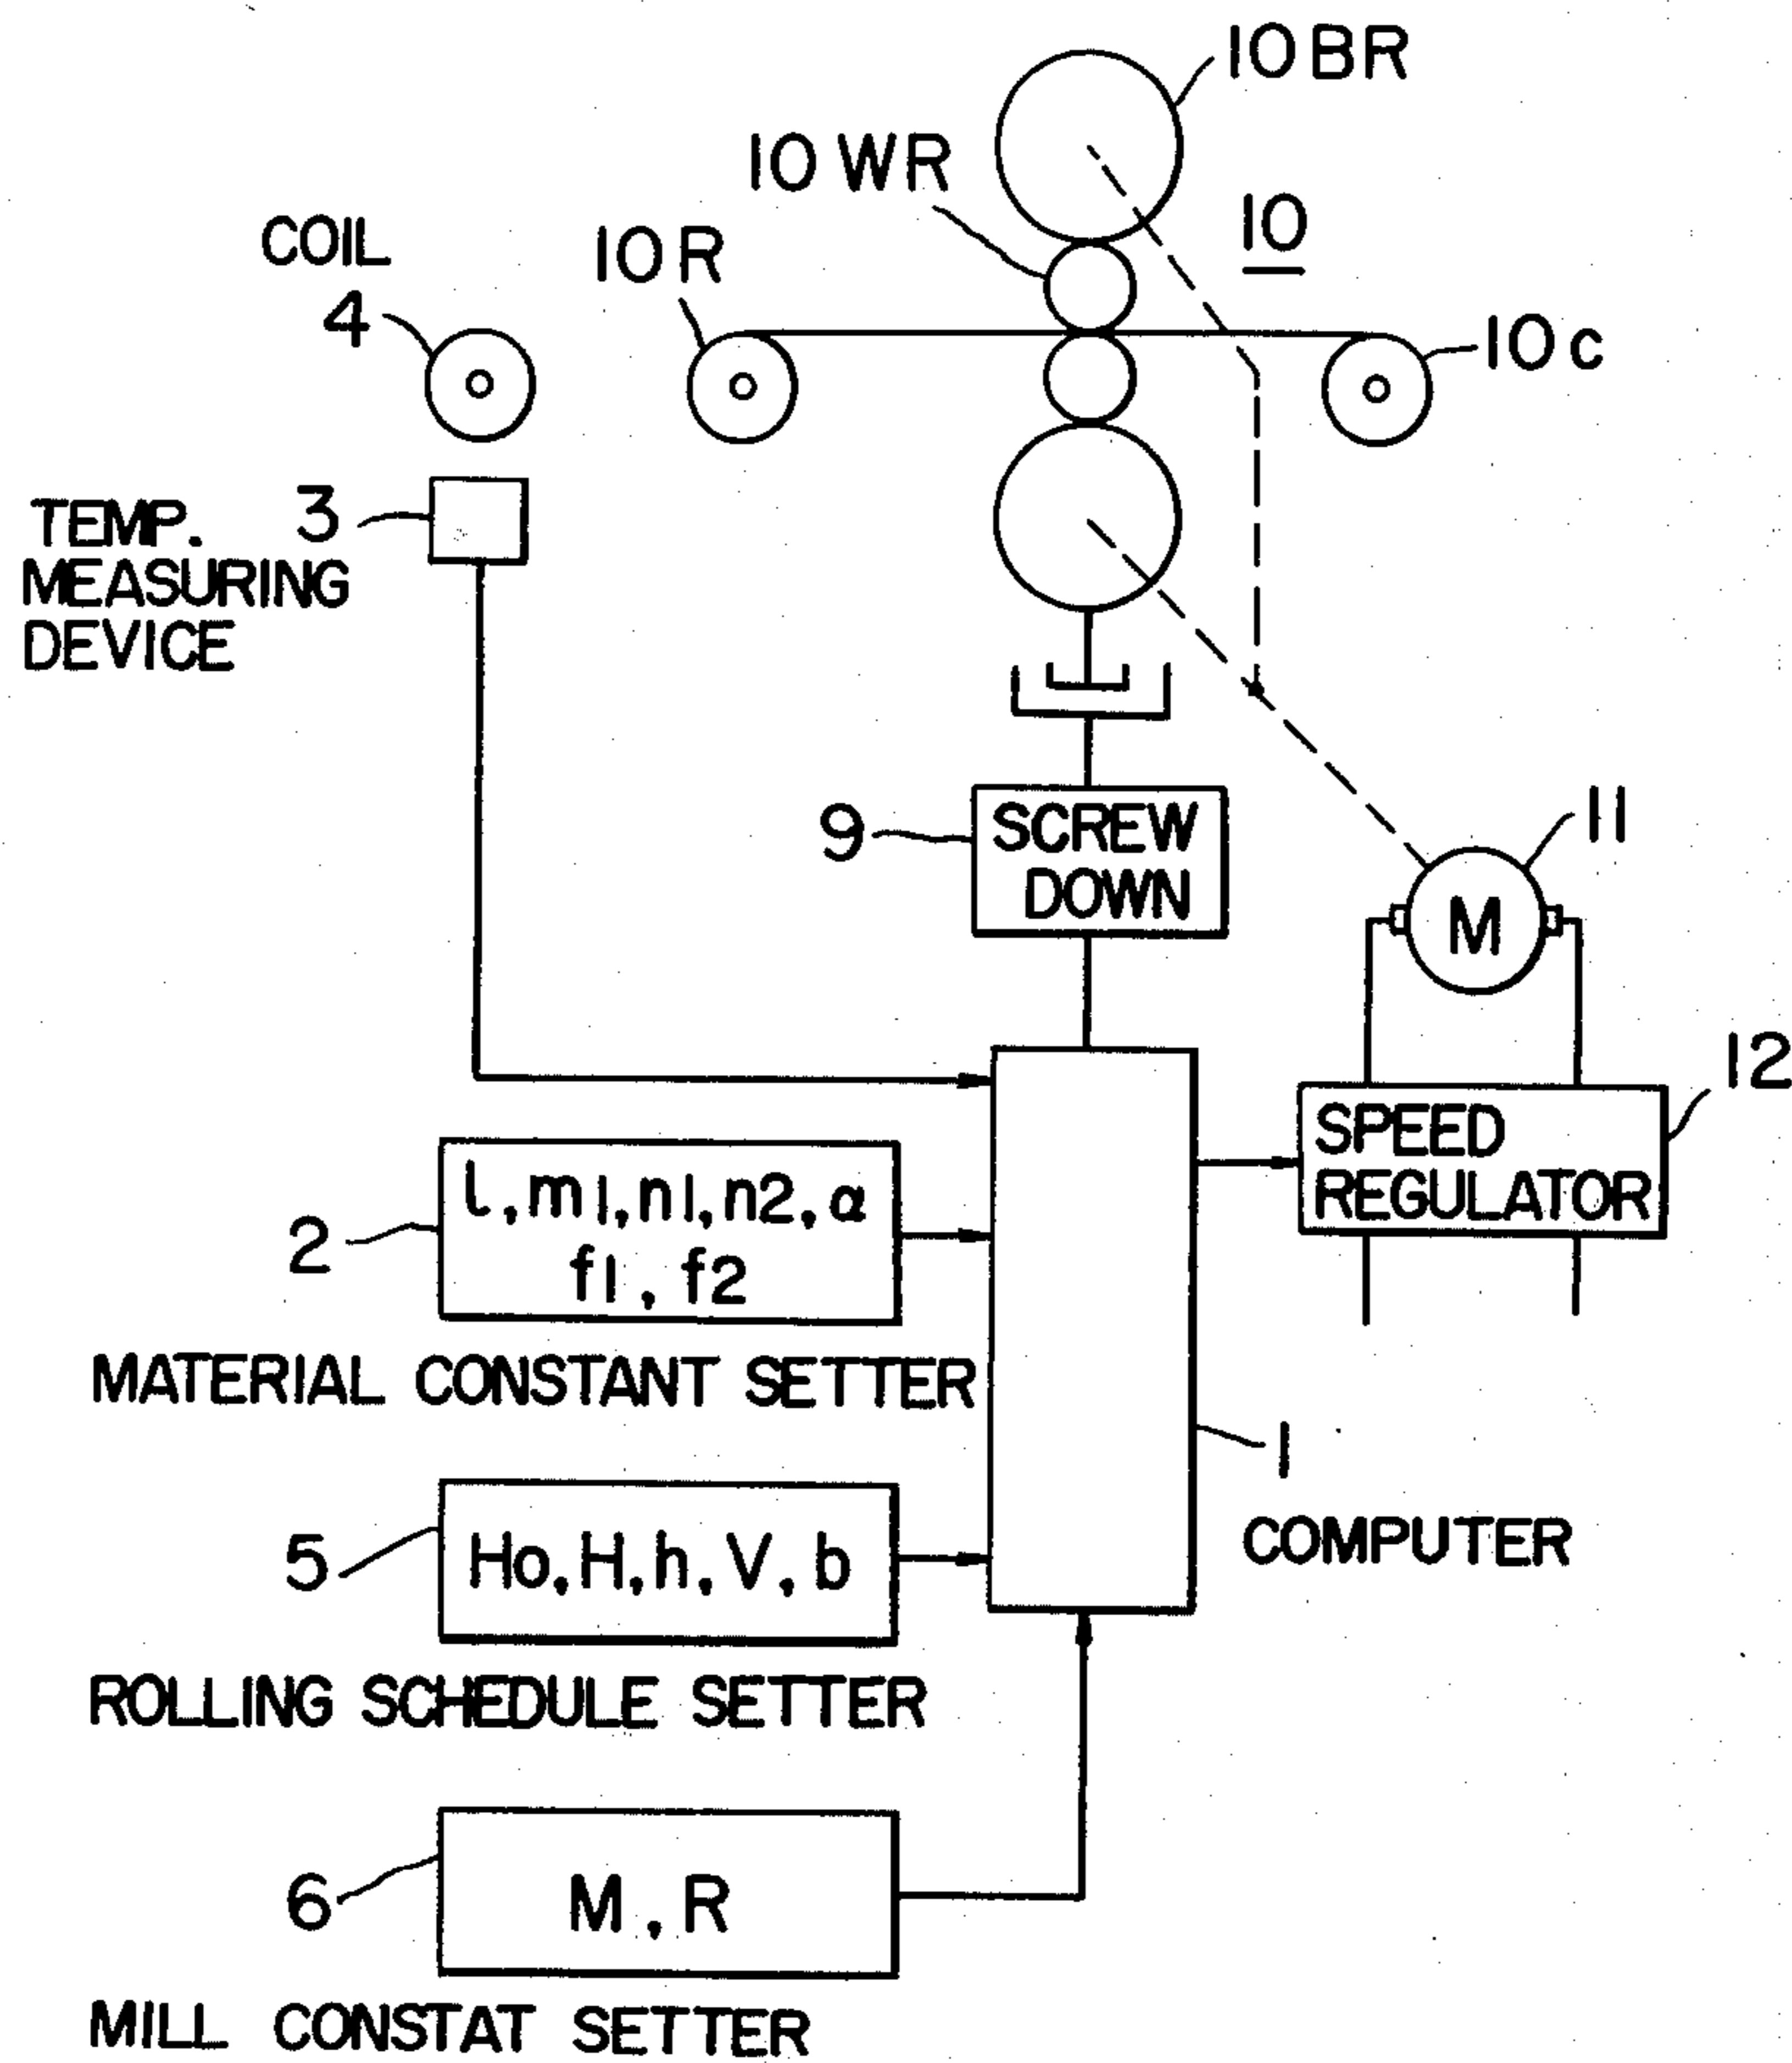 10BR
10WR
10
COIL
10R
4
10c
TEMP.
MEASURING
DEVICE
3
9
SCREW
DOWN
11
M
12
SPEED
REGULATOR
l, m1, n1, n2, α
f1, f2
2
MATERIAL CONSTANT SETTER
1
COMPUTER
5
Ho, H, h, V, b
ROLLING SCHEDULE SETTER
6
M, R
MILL CONSTAT SETTER